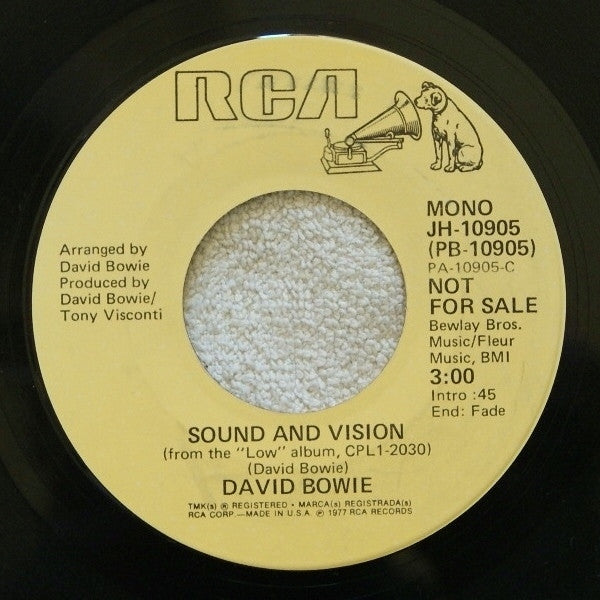 RCA
MONO
JH-10905
(PB-10905)
PA-10905-C
NOT
FOR SALE
Bewlay Bros.
Music/Fleur
Music, BMI
3:00
Intro :45
End: Fade
Arranged by
David Bowie
Produced by
David Bowie/
Tony Visconti
SOUND AND VISION
(from the "Low" album, CPL1-2030)
(David Bowie)
DAVID BOWIE
TMK(s) ® REGISTERED • MARCA(s) REGISTRADA(s)
RCA CORP.—MADE IN U.S.A. ℗ 1977 RCA RECORDS